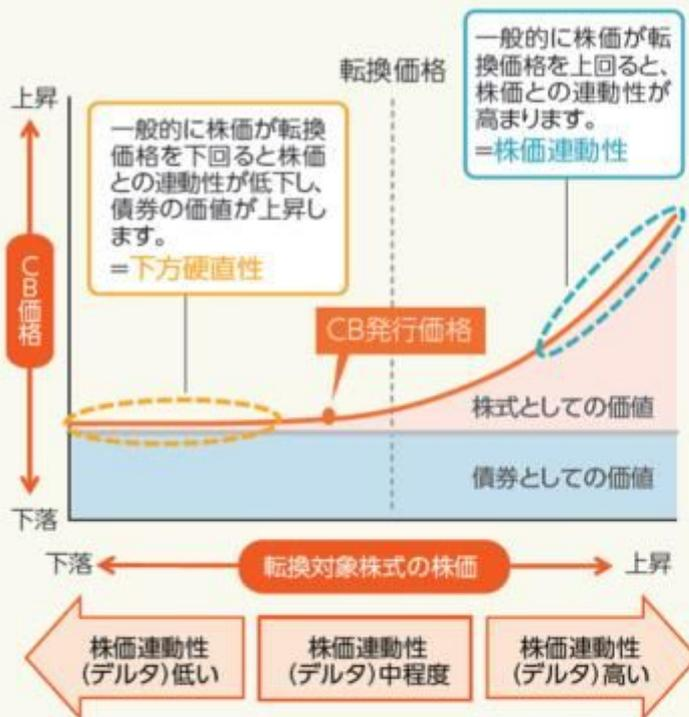 一般的に株価が転
換価格を上回ると、
株価との連動性が
高まります。
=株価連動性
転換価格
上昇
一般的に株価が転換
価格を下回ると株価
との連動性が低下し、
債券の価値が上昇し
ます。
=下方硬直性
CB価格
CB発行価格
株式としての価値
債券としての価値
下落
下落
転換対象株式の株価
上昇
株価連動性
(デルタ)低い
株価連動性
(デルタ)中程度
株価連動性
(デルタ)高い